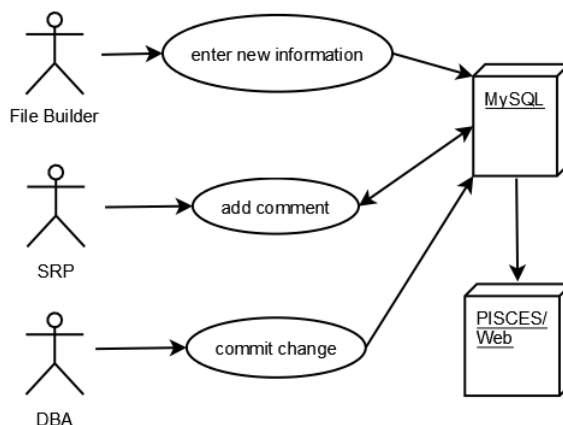 enter new information
File Builder
MySQL
add comment
SRP
PISCES/
Web
commit change
DBA